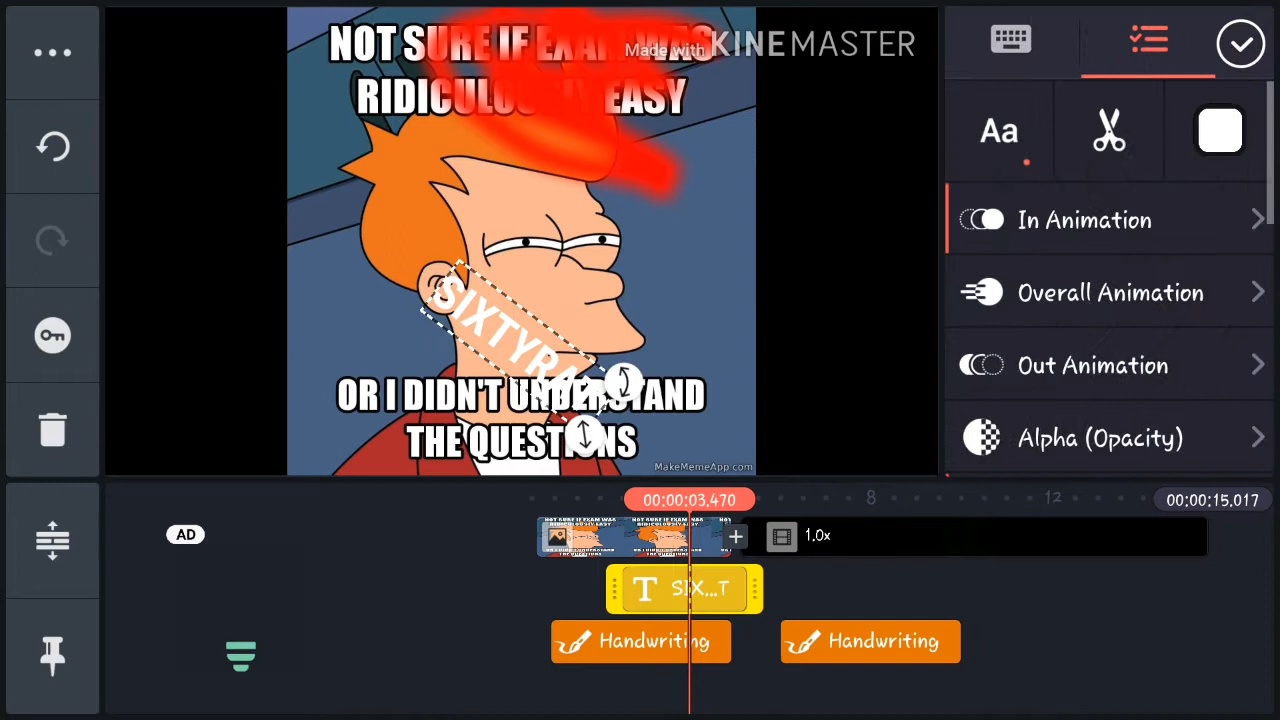 NOT SURE IF EXAM WAS
RIDICULOUSLY EASY
Made with KINEMASTER
Aa
In Animation
Overall Animation
Out Animation
Alpha (Opacity)
OR I DIDN'T UNDERSTAND
THE QUESTIONS
MakeMemeApp.com
00:00:03.470
8
12
00:00:15.017
AD
1.0x
T SIX...T
Handwriting
Handwriting